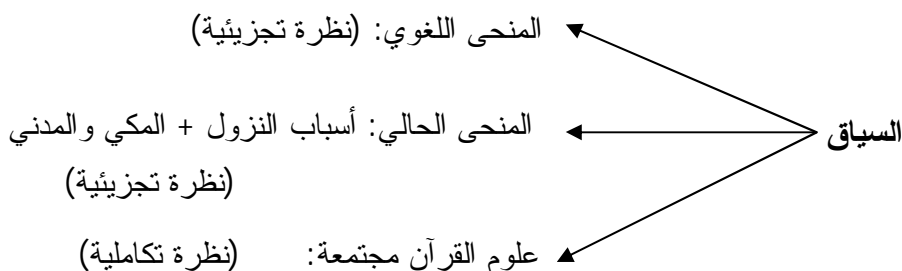 المنحى اللغوي: (نظرة تجزيئية)
السياق
المنحى الحالي: أسباب النزول + المكي والمدني
(نظرة تجزيئية)
علوم القرآن مجتمعة: (نظرة تكاملية)